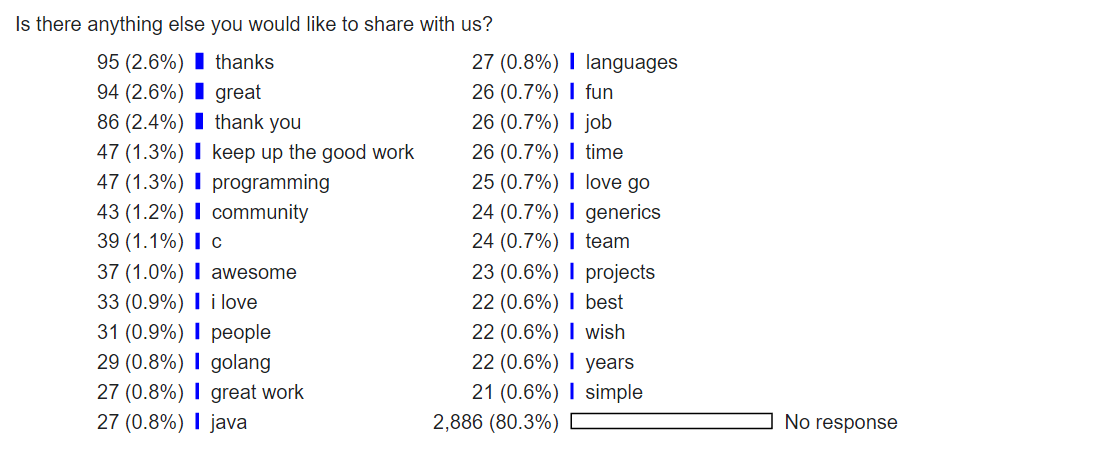 Is there anything else you would like to share with us?
95 (2.6%) thanks
94 (2.6%) great
86 (2.4%) thank you
47 (1.3%) keep up the good work
47 (1.3%) programming
43 (1.2%) community
39 (1.1%) c
37 (1.0%) awesome
33 (0.9%) i love
31 (0.9%) people
29 (0.8%) golang
27 (0.8%) great work
27 (0.8%) java
27 (0.8%) languages
26 (0.7%) fun
26 (0.7%) job
26 (0.7%) time
25 (0.7%) love go
24 (0.7%) generics
24 (0.7%) team
23 (0.6%) projects
22 (0.6%) best
22 (0.6%) wish
22 (0.6%) years
21 (0.6%) simple
2,886 (80.3%) No response